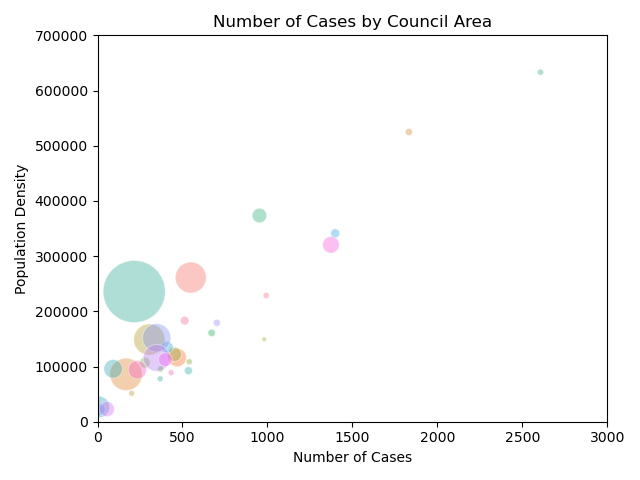 Number of Cases by Council Area
700000
600000
500000
400000
300000
200000
100000
0
Population Density
0 500 1000 1500 2000 2500 3000
Number of Cases